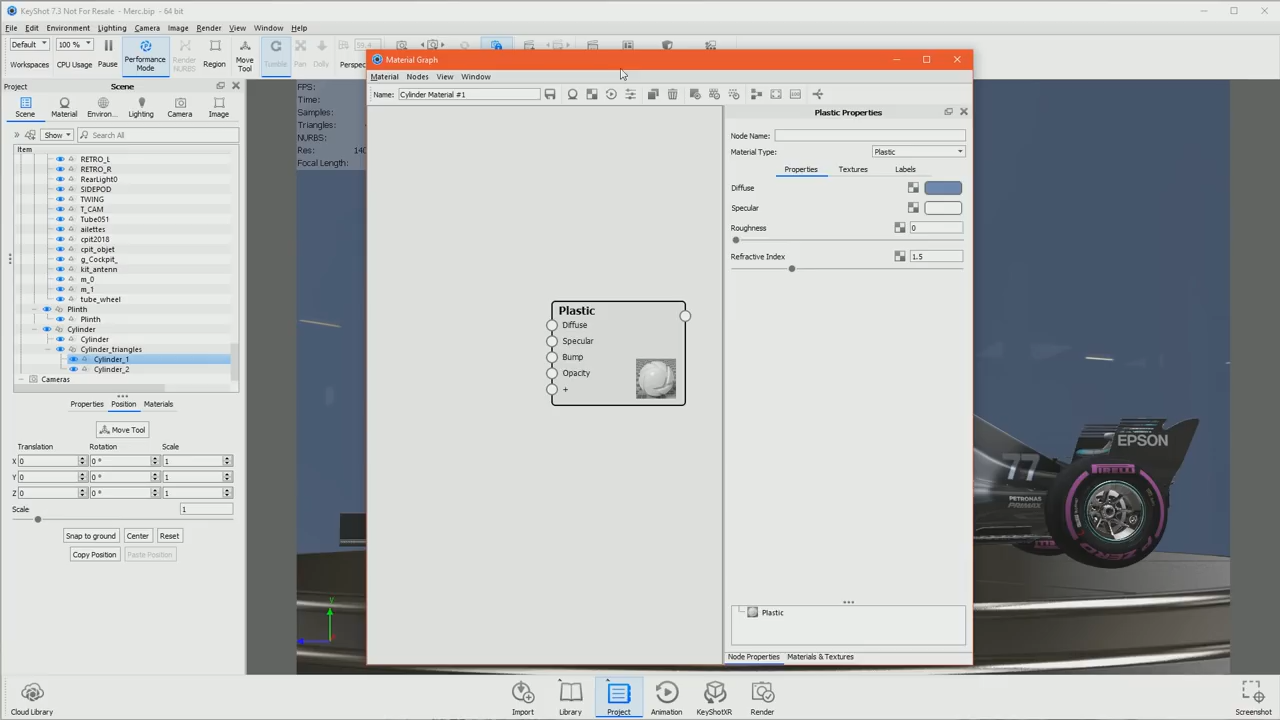 KeyShot 7.3 Not For Resale - Merc.bip - 64 bit
File Edit Environment Lighting Camera Image Render View Window Help
Default 100 %
Workspaces CPU Usage Pause Performance Mode Render NURBS Region Move Tool Tumble Pan Dolly Perspec
Project Scene
Scene Material Environ... Lighting Camera Image
Show Search All
Item
RETRO_L
RETRO_R
RearLight0
SIDEPOD
TWING
T_CAM
Tube051
ailettes
cpit2018
cpit_objet
g_Cockpit_
kit_antenn
m_0
m_1
tube_wheel
Plinth
Plinth
Cylinder
Cylinder
Cylinder_triangles
Cylinder_1
Cylinder_2
Cameras
Properties Position Materials
Move Tool
Translation Rotation Scale
X 0 0 ° 1
Y 0 0 ° 1
Z 0 0 ° 1
Scale: 1
Snap to ground Center Reset
Copy Position Paste Position
FPS:
Time:
Samples:
Triangles:
NURBS:
Res: 140
Focal Length:
Material Graph
Material Nodes View Window
Name: Cylinder Material #1
Plastic
Diffuse
Specular
Bump
Opacity
+
Plastic Properties
Node Name:
Material Type: Plastic
Properties Textures Labels
Diffuse
Specular
Roughness 0
Refractive Index 1.5
Plastic
Node Properties Materials & Textures
EPSON
77
PIRELLI
PETRONAS
PRIMAX
P ZERO
y
Cloud Library Import Library Project Animation KeyShotXR Render Screenshot